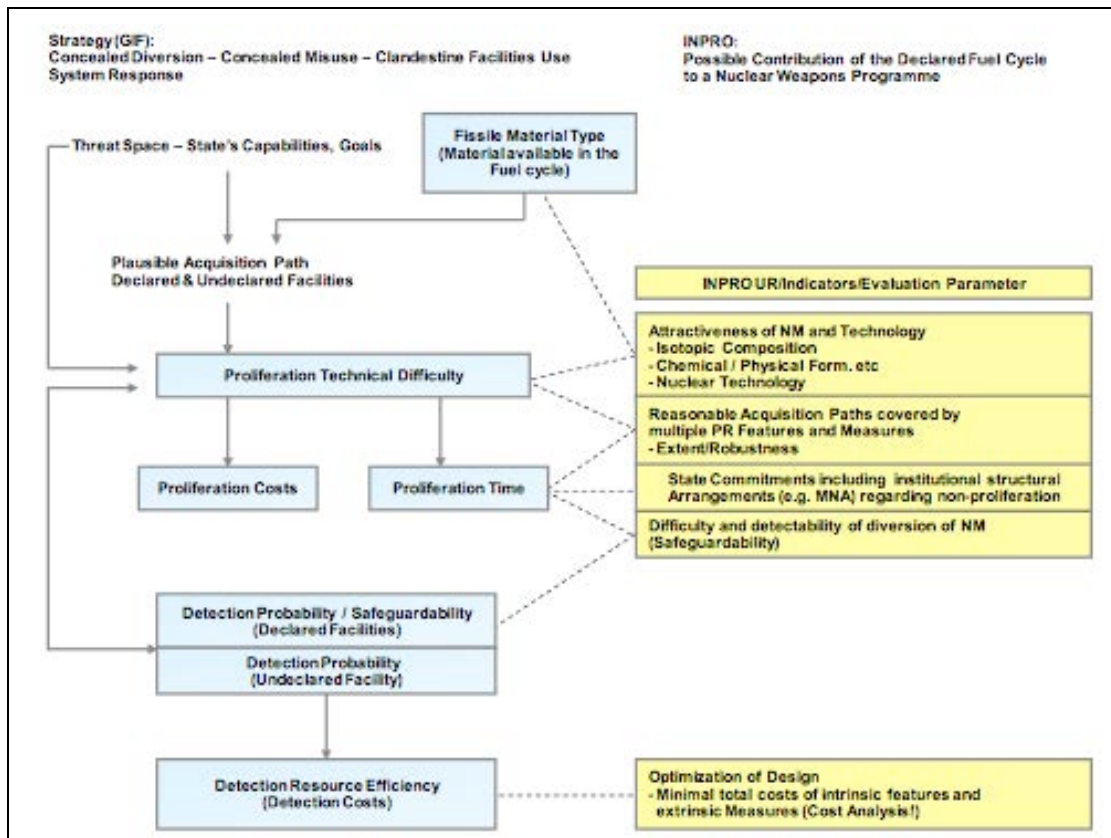 Strategy (GIF):
Concealed Diversion – Concealed Misuse – Clandestine Facilities Use
System Response
INPRO:
Possible Contribution of the Declared Fuel Cycle
to a Nuclear Weapons Programme
Fissile Material Type
(Material available in the
Fuel cycle)
Threat Space – State's Capabilities, Goals
Plausible Acquisition Path
Declared & Undeclared Facilities
INPRO UR/Indicators/Evaluation Parameter
Attractiveness of NM and Technology
- Isotopic Composition
- Chemical / Physical Form. etc
- Nuclear Technology
Proliferation Technical Difficulty
Reasonable Acquisition Paths covered by
multiple PR Features and Measures
- Extent/Robustness
Proliferation Costs
Proliferation Time
State Commitments including institutional structural
Arrangements (e.g. MNA) regarding non-proliferation
Difficulty and detectability of diversion of NM
(Safeguardability)
Detection Probability / Safeguardability
(Declared Facilities)
Detection Probability
(Undeclared Facility)
Detection Resource Efficiency
(Detection Costs)
Optimization of Design
- Minimal total costs of intrinsic features and
extrinsic Measures (Cost Analysis!)